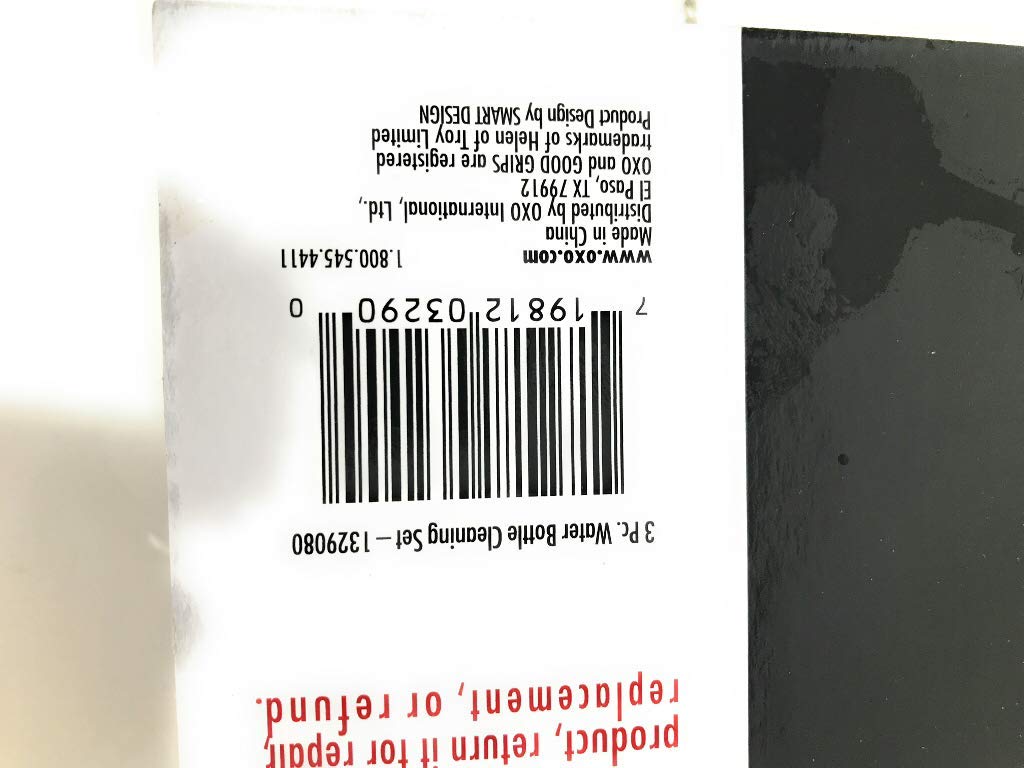 product, return it for repair,
replacement, or refund.
3 Pc. Water Bottle Cleaning Set – 1329080
7 19812 03290 0
www.oxo.com 1.800.545.4411
Made in China
Distributed by OXO International, Ltd.,
El Paso, TX 79912
OXO and GOOD GRIPS are registered
trademarks of Helen of Troy Limited
Product Design by SMART DESIGN